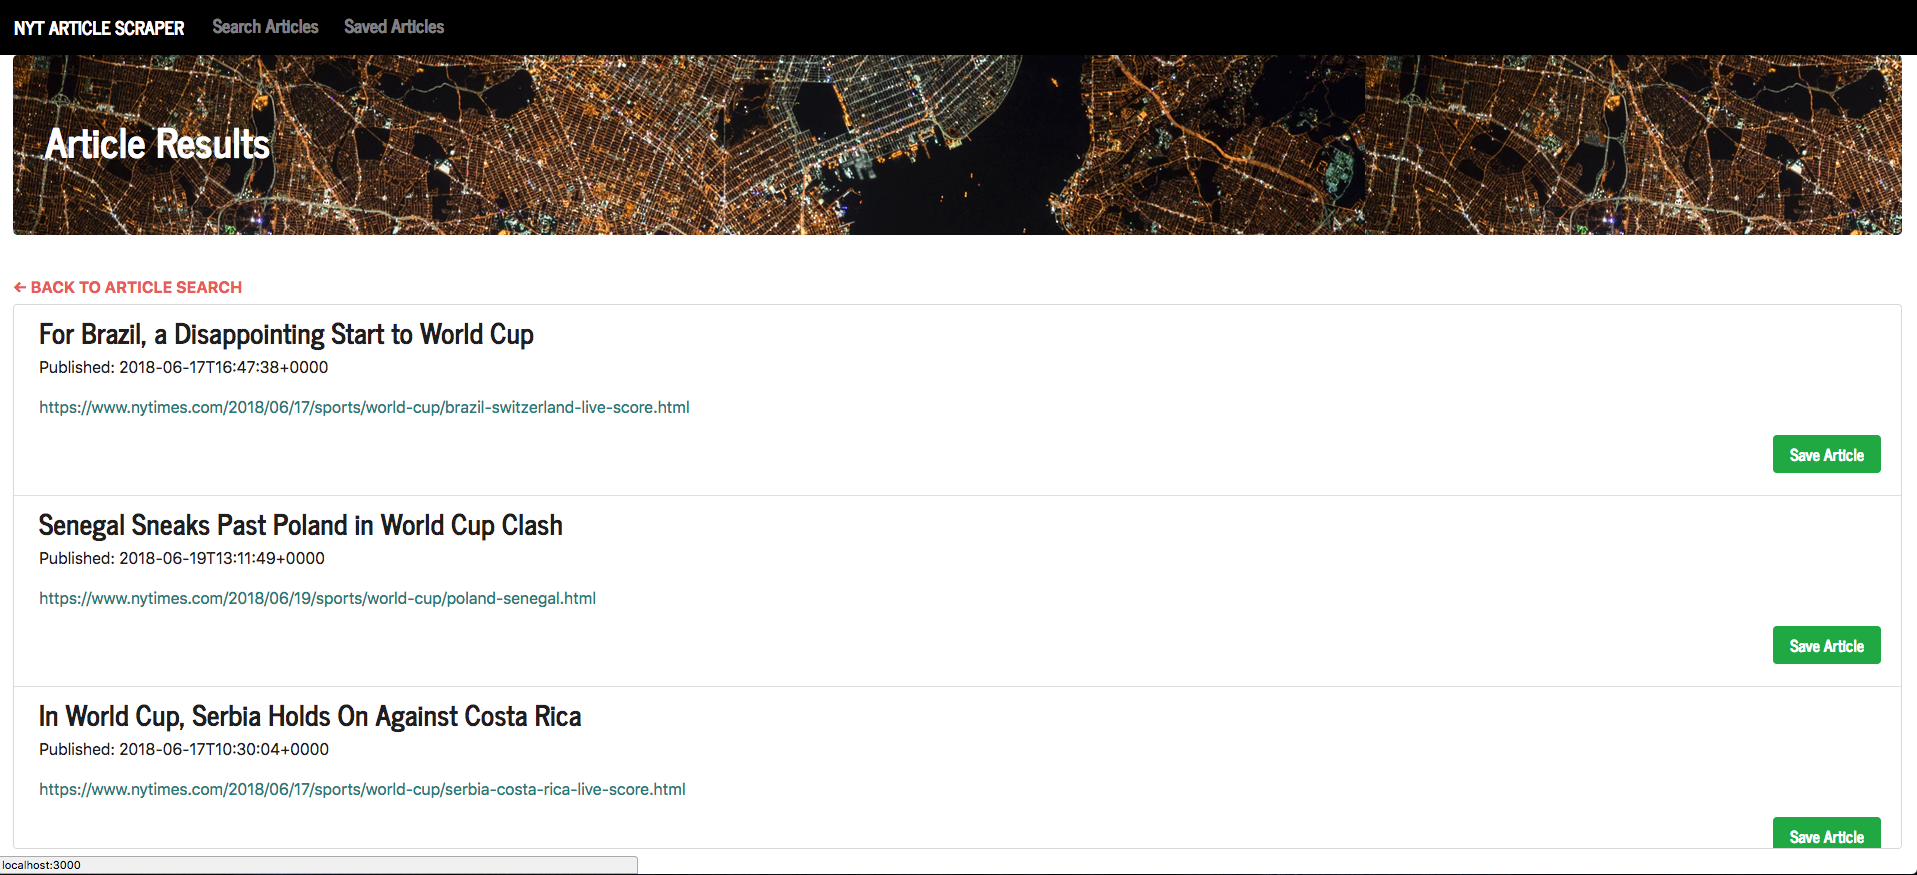 NYT ARTICLE SCRAPER Search Articles Saved Articles
Article Results
← BACK TO ARTICLE SEARCH
For Brazil, a Disappointing Start to World Cup
Published: 2018-06-17T16:47:38+0000
https://www.nytimes.com/2018/06/17/sports/world-cup/brazil-switzerland-live-score.html
Save Article
Senegal Sneaks Past Poland in World Cup Clash
Published: 2018-06-19T13:11:49+0000
https://www.nytimes.com/2018/06/19/sports/world-cup/poland-senegal.html
Save Article
In World Cup, Serbia Holds On Against Costa Rica
Published: 2018-06-17T10:30:04+0000
https://www.nytimes.com/2018/06/17/sports/world-cup/serbia-costa-rica-live-score.html
Save Article
localhost:3000